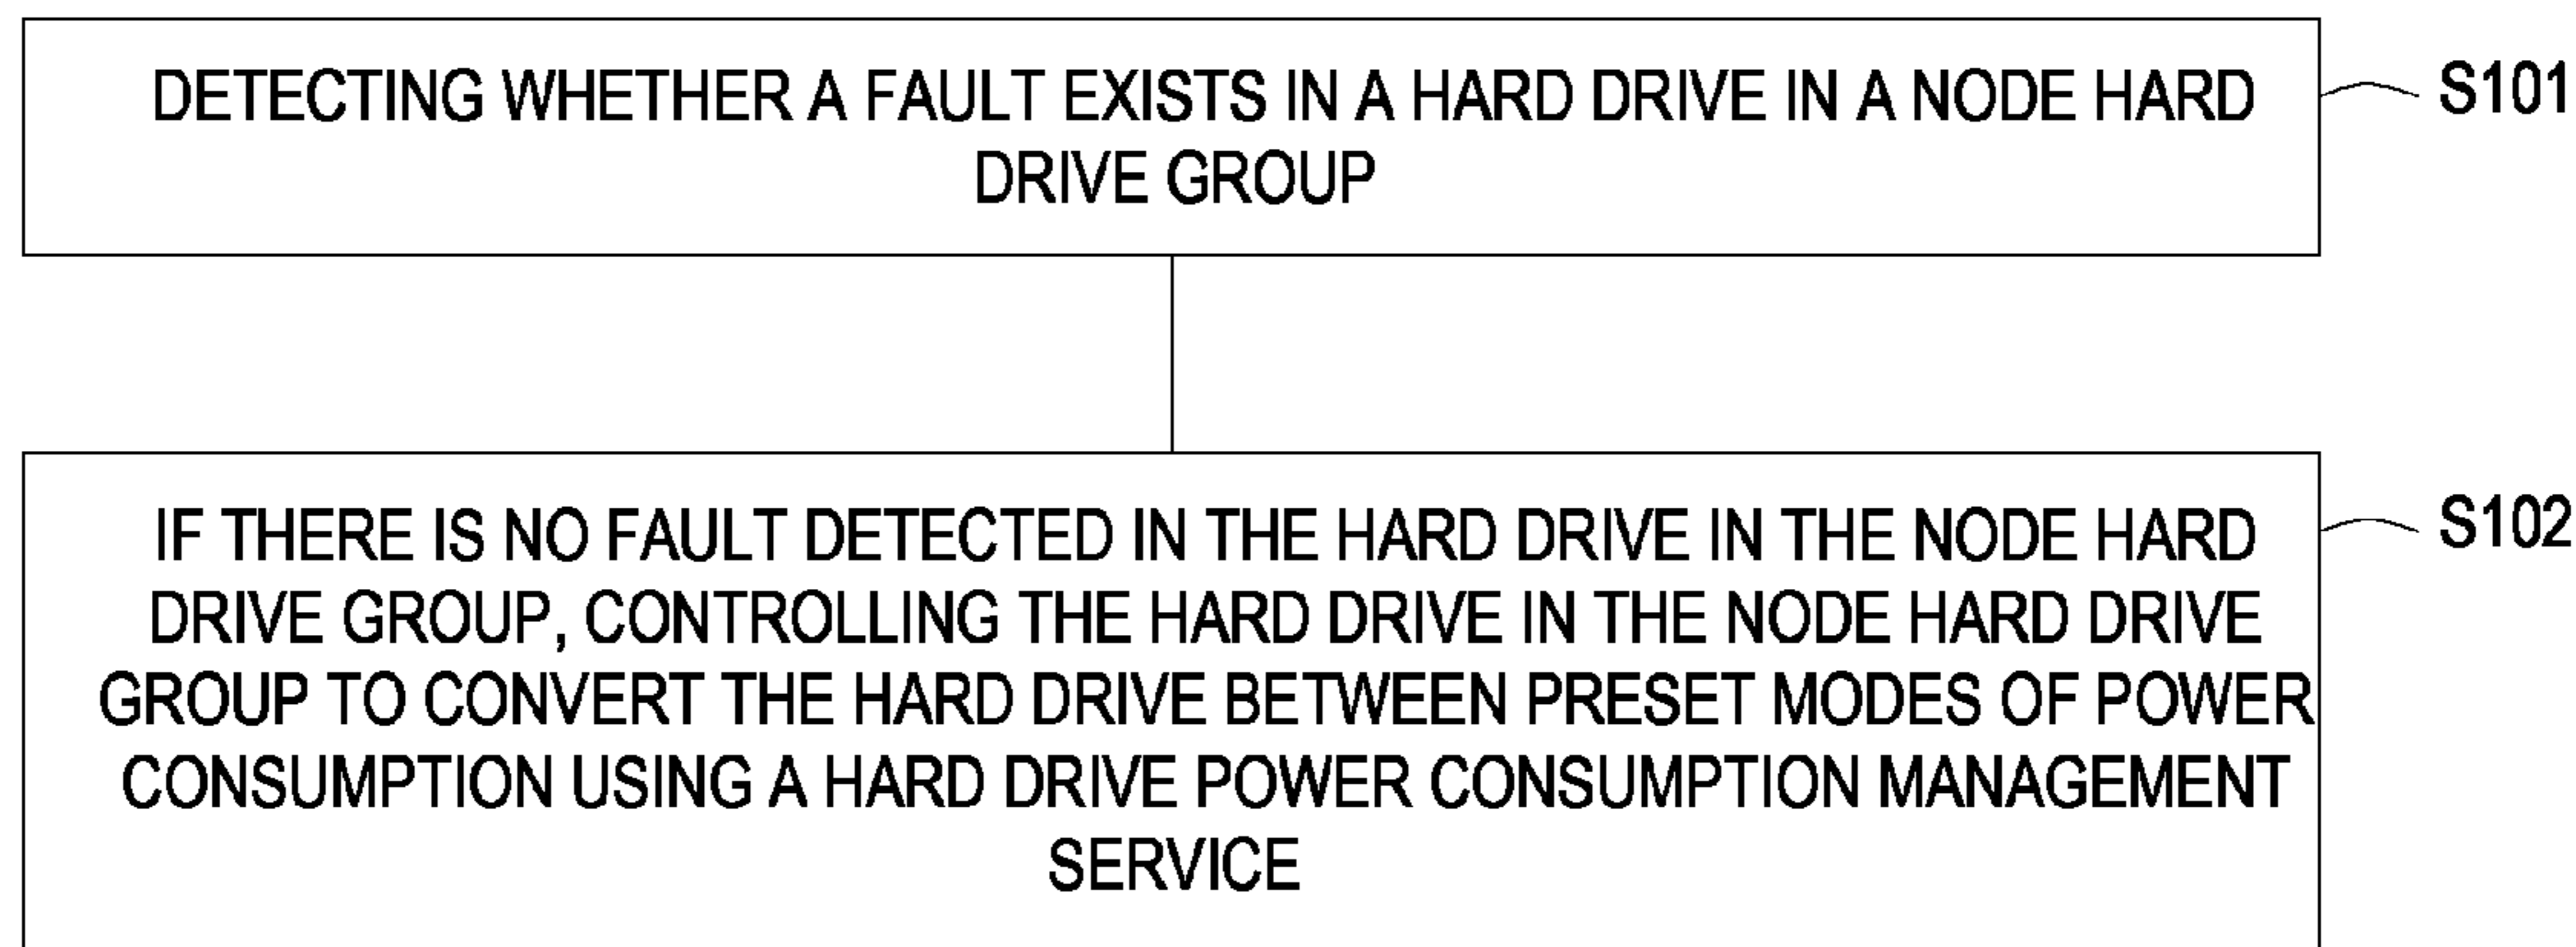 DETECTING WHETHER A FAULT EXISTS IN A HARD DRIVE IN A NODE HARD
DRIVE GROUP
S101
IF THERE IS NO FAULT DETECTED IN THE HARD DRIVE IN THE NODE HARD
DRIVE GROUP, CONTROLLING THE HARD DRIVE IN THE NODE HARD DRIVE
GROUP TO CONVERT THE HARD DRIVE BETWEEN PRESET MODES OF POWER
CONSUMPTION USING A HARD DRIVE POWER CONSUMPTION MANAGEMENT
SERVICE
S102